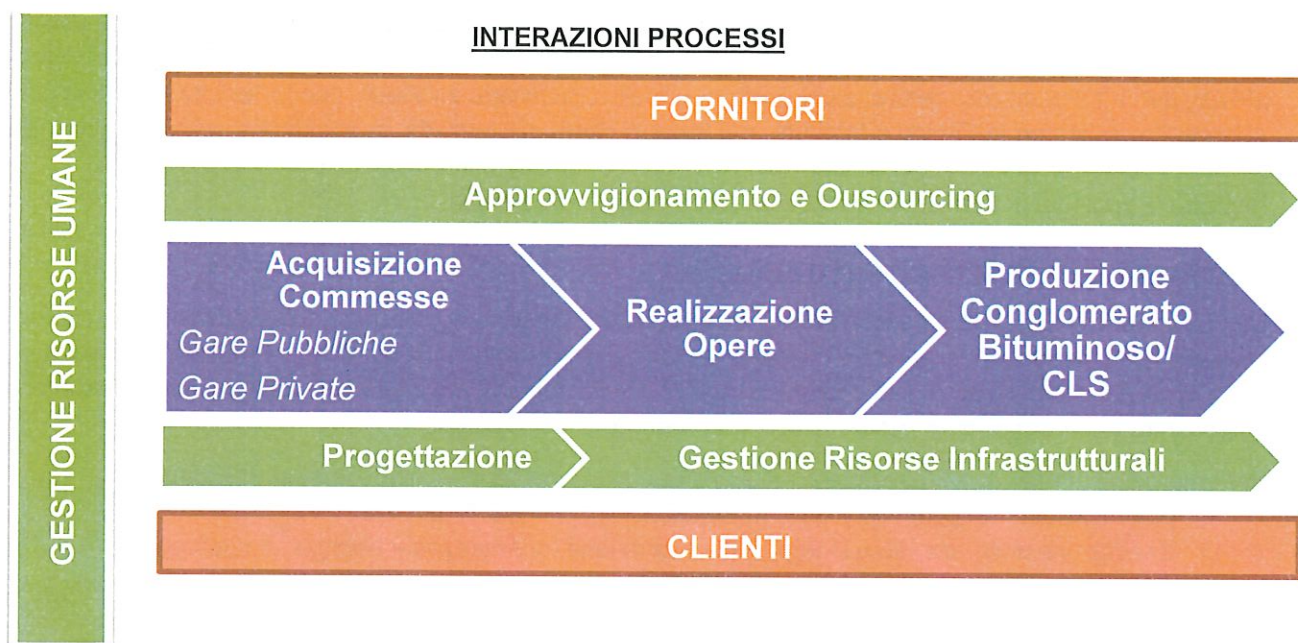 INTERAZIONI PROCESSI
GESTIONE RISORSE UMANE
FORNITORI
Approvvigionamento e Ousourcing
Acquisizione
Commesse
Gare Pubbliche
Gare Private
Realizzazione
Opere
Produzione
Conglomerato
Bituminoso/
CLS
Progettazione
Gestione Risorse Infrastrutturali
CLIENTI